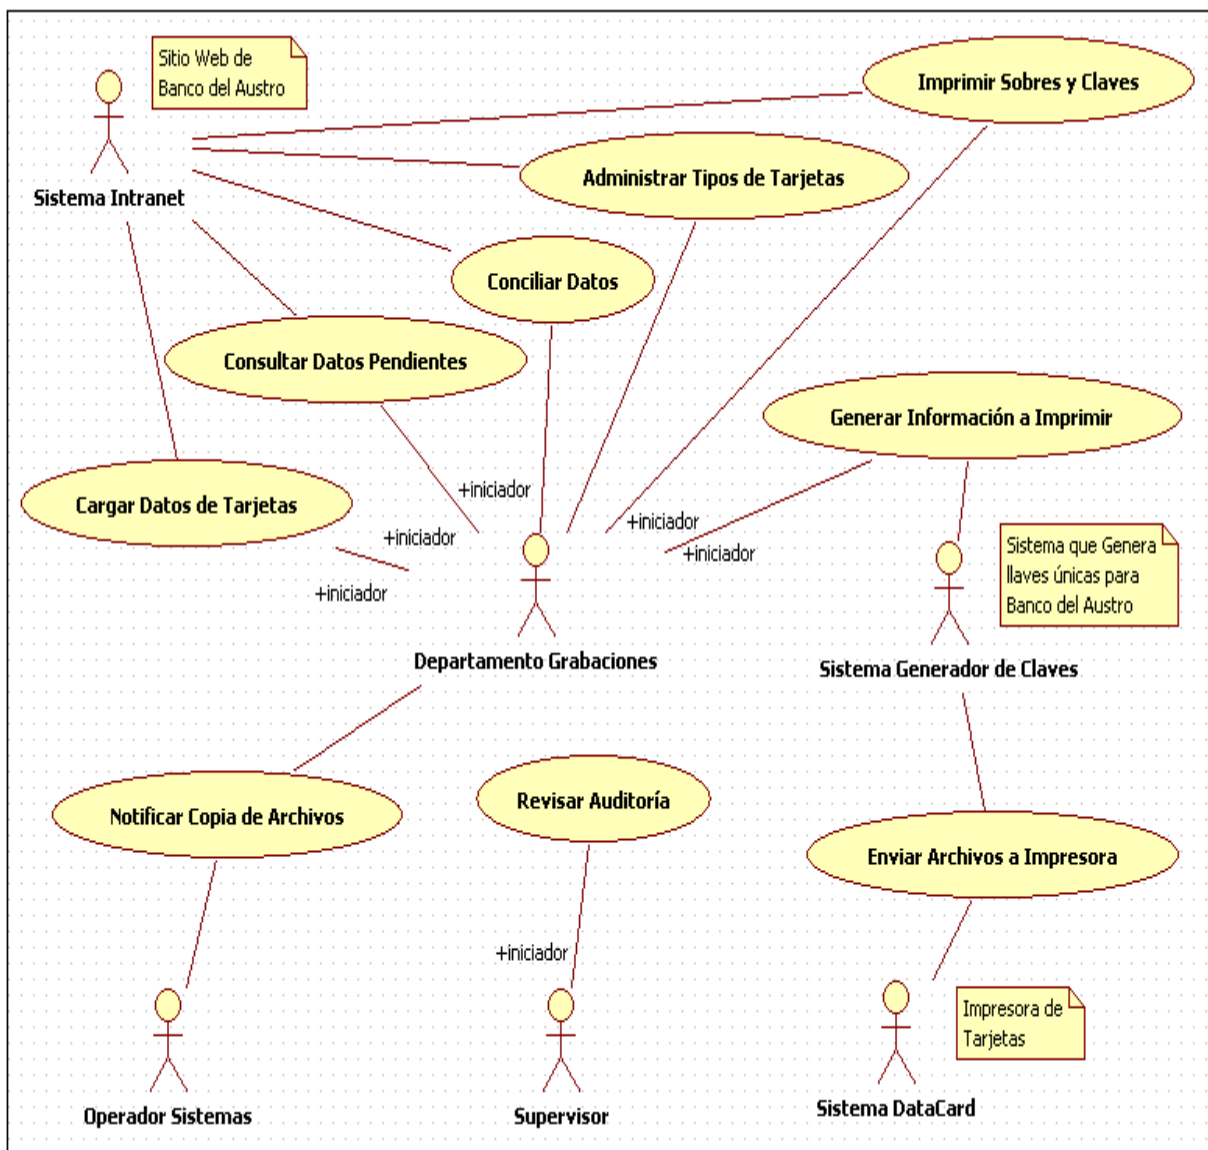 Sitio Web de
Banco del Austro
Imprimir Sobres y Claves
Administrar Tipos de Tarjetas
Sistema Intranet
Conciliar Datos
Consultar Datos Pendientes
Generar Información a Imprimir
Cargar Datos de Tarjetas
+iniciador
+iniciador
+iniciador
+iniciador
+iniciador
Sistema que Genera
llaves únicas para
Banco del Austro
Departamento Grabaciones
Sistema Generador de Claves
Notificar Copia de Archivos
Revisar Auditoría
Enviar Archivos a Impresora
+iniciador
Impresora de
Tarjetas
Operador Sistemas
Supervisor
Sistema DataCard